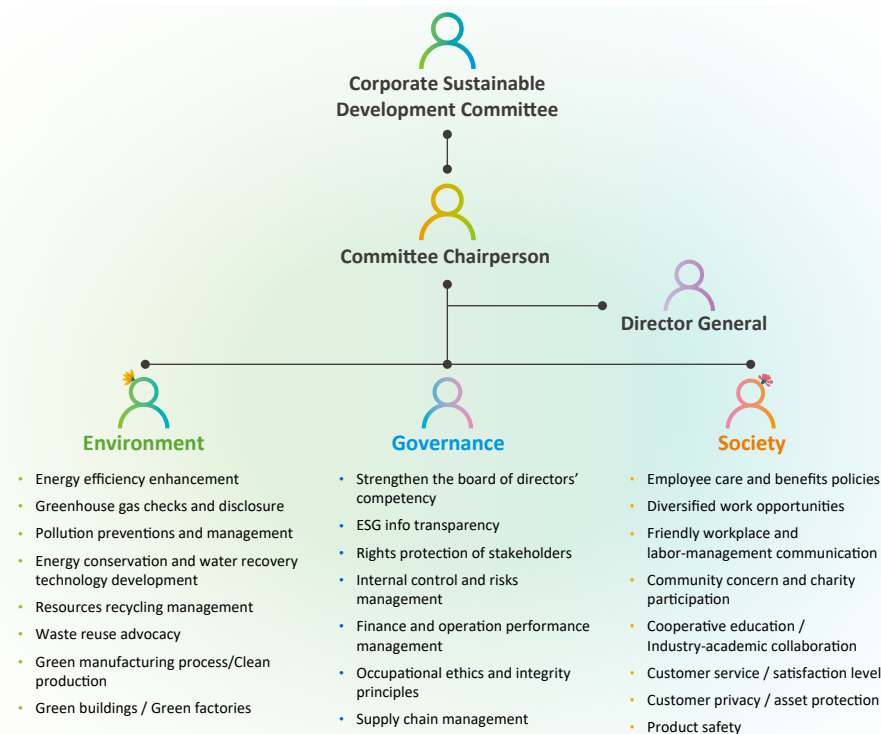 Corporate Sustainable
Development Committee
Committee Chairperson
Director General
Environment
• Energy efficiency enhancement
• Greenhouse gas checks and disclosure
• Pollution preventions and management
• Energy conservation and water recovery
technology development
• Resources recycling management
• Waste reuse advocacy
• Green manufacturing process/Clean
production
• Green buildings / Green factories
Governance
• Strengthen the board of directors’
competency
• ESG info transparency
• Rights protection of stakeholders
• Internal control and risks
management
• Finance and operation performance
management
• Occupational ethics and integrity
principles
• Supply chain management
Society
• Employee care and benefits policies
• Diversified work opportunities
• Friendly workplace and
labor-management communication
• Community concern and charity
participation
• Cooperative education /
Industry-academic collaboration
• Customer service / satisfaction level
• Customer privacy / asset protection
• Product safety